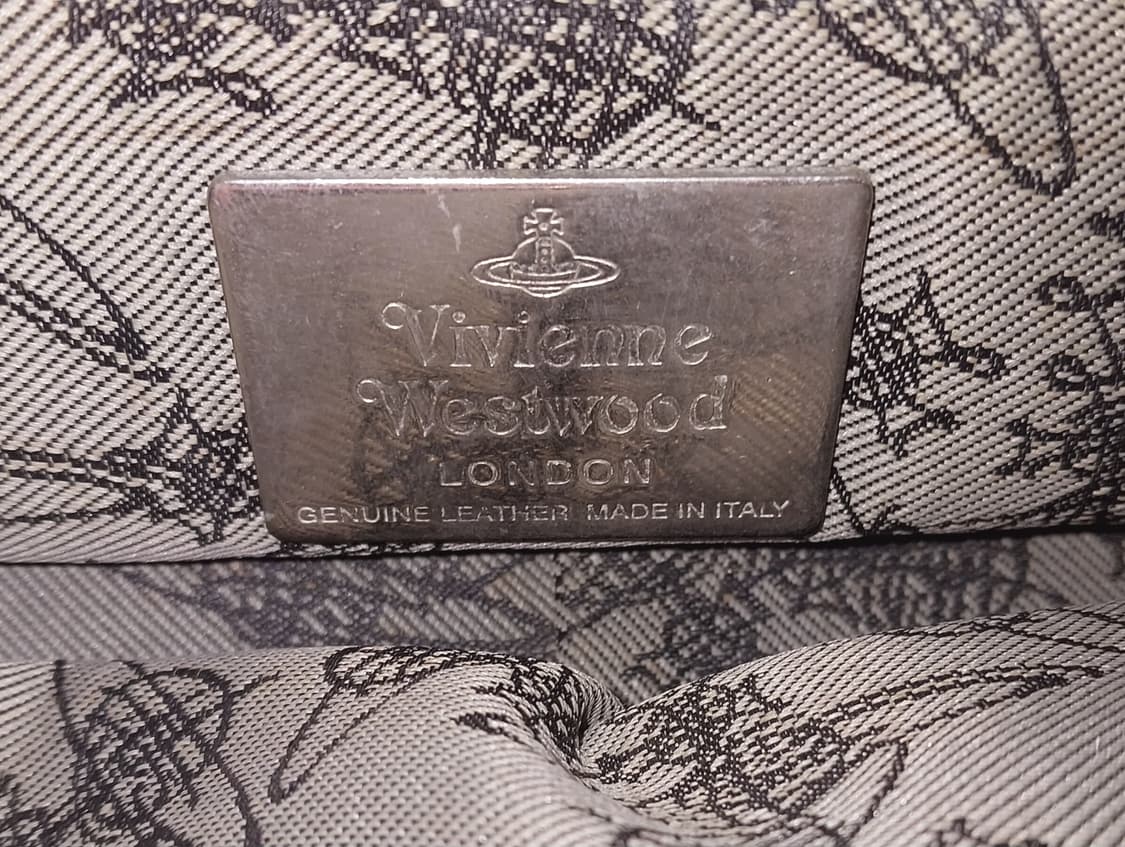 Vivienne
Westwood
LONDON
GENUINE LEATHER MADE IN ITALY